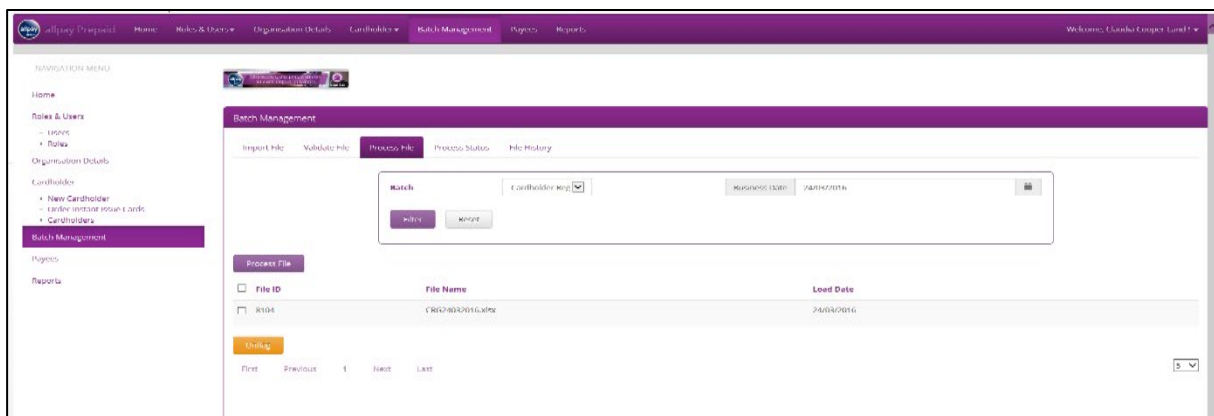 allpay Prepaid Home Roles & Users Organisation Details Cardholder Batch Management Payees Reports Welcome, Claudia Cooper Land !
NAVIGATION MENU
Home
Roles & Users
Users
Roles
Organisation Details
Cardholder
New Cardholder
Order Instant Issue Cards
Cardholders
Batch Management
Payees
Reports
Batch Management
Import File Validate File Process File Process Status File History
Batch Cardholder Reg Business Date 24/03/2016
Filter Reset
Process File
File ID File Name Load Date
8104 CRG24032016.xlsx 24/03/2016
First Previous 1 Next Last
5